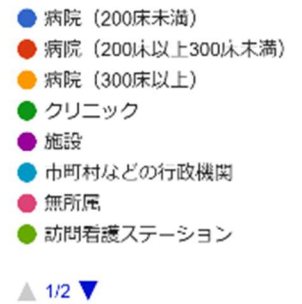 病院（200床未満）
病院（200床以上300床未満）
病院（300床以上）
クリニック
施設
市町村などの行政機関
無所属
訪問看護ステーション
▲ 1/2 ▼